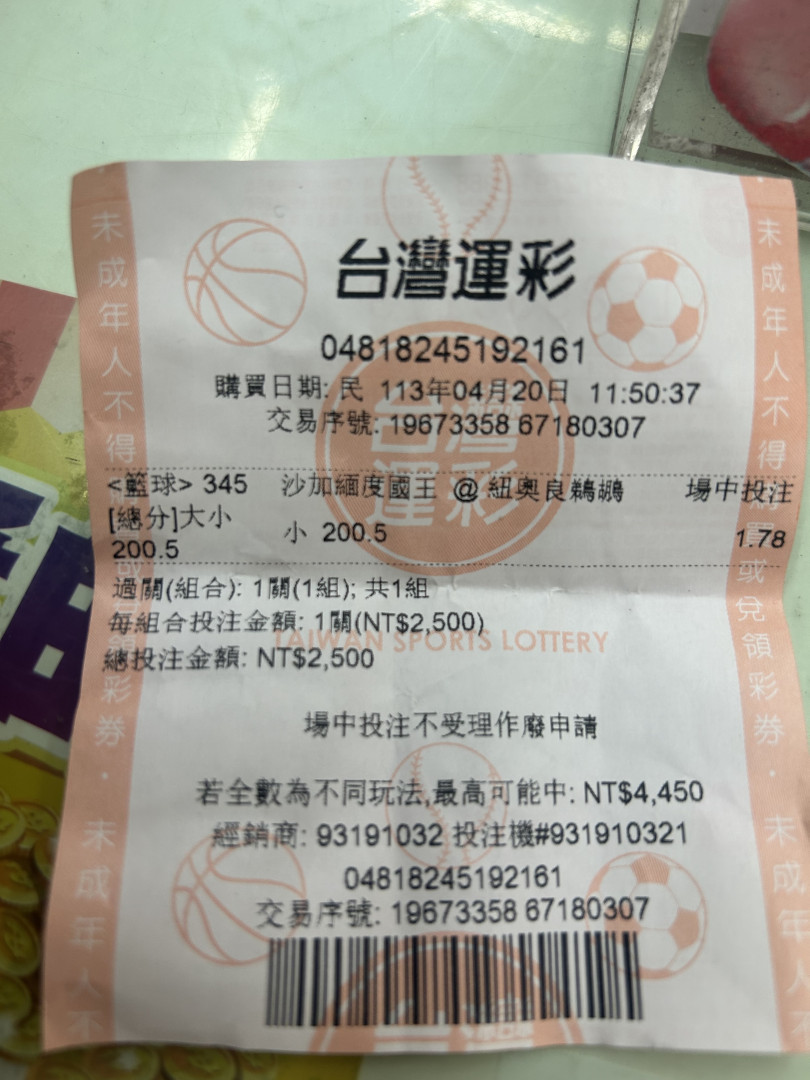 台灣運彩
04818245192161
購買日期: 民 113年04月20日 11:50:37
交易序號: 19673358 67180307
<籃球> 345 沙加緬度國王 @ 紐奧良鵜鶘 場中投注
[總分]大小 小 200.5 1.78
200.5
過關(組合): 1關(1組); 共1組
每組合投注金額: 1關(NT$2,500)
TAIWAN SPORTS LOTTERY
總投注金額: NT$2,500
場中投注不受理作廢申請
若全數為不同玩法,最高可能中: NT$4,450
經銷商: 93191032 投注機#931910321
04818245192161
交易序號: 19673358 67180307
未成年人不得
彩券・未成年人不
未成年人不得購買或兌領彩券・未成年人不